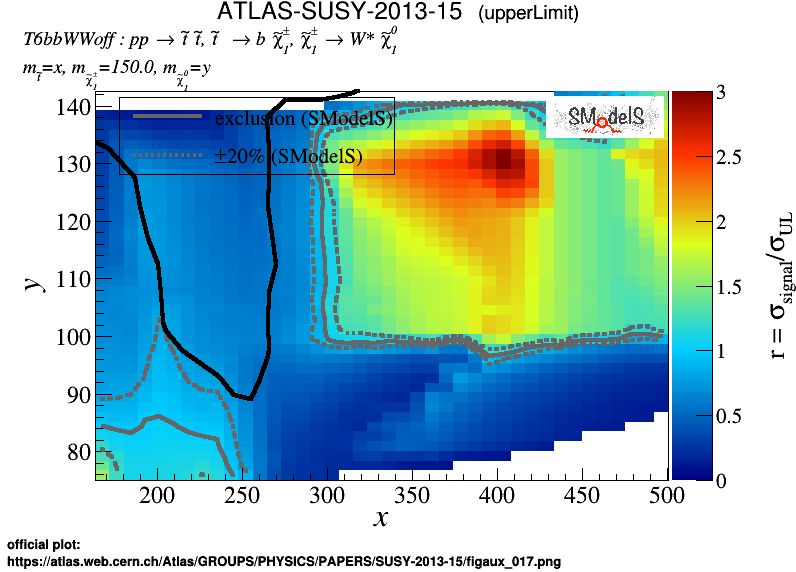 ATLAS-SUSY-2013-15 (upperLimit)
T6bbWWoff : pp → t̃ t̃, t̃ → b χ̃₁±, χ̃₁± → W* χ̃₁⁰
m_t̃=x, m_χ̃₁±=150.0, m_χ̃₁⁰=y
exclusion (SModelS)
±20% (SModelS)
SModelS
140
130
120
110
100
90
80
y
200 250 300 350 400 450 500
x
3
2.5
2
1.5
1
0.5
0
r = σ_signal/σ_UL
official plot:
https://atlas.web.cern.ch/Atlas/GROUPS/PHYSICS/PAPERS/SUSY-2013-15/figaux_017.png